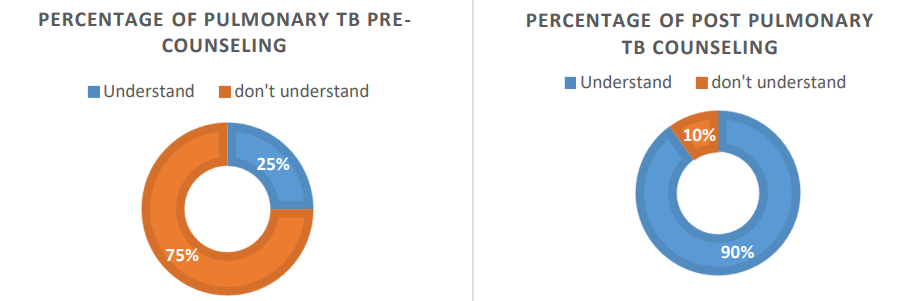 PERCENTAGE OF PULMONARY TB PRE-
COUNSELING
Understand don't understand
25%
75%
PERCENTAGE OF POST PULMONARY
TB COUNSELING
Understand don't understand
10%
90%